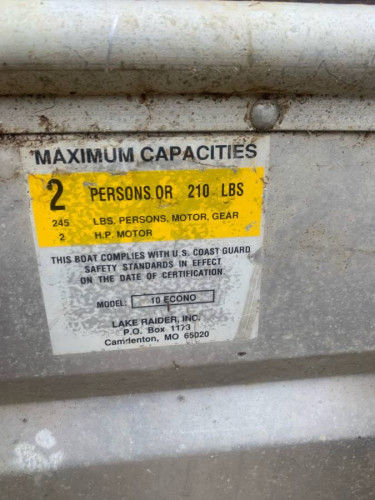 "MAXIMUM CAPACITIES
2 PERSONS OR 210 LBS
245 LBS. PERSONS, MOTOR, GEAR
2 H.P. MOTOR
THIS BOAT COMPLIES WITH U.S. COAST GUARD
SAFETY STANDARDS IN EFFECT
ON THE DATE OF CERTIFICATION
MODEL: 10 ECONO
LAKE RAIDER, INC.
P.O. Box 1173
Camdenton, MO 65020